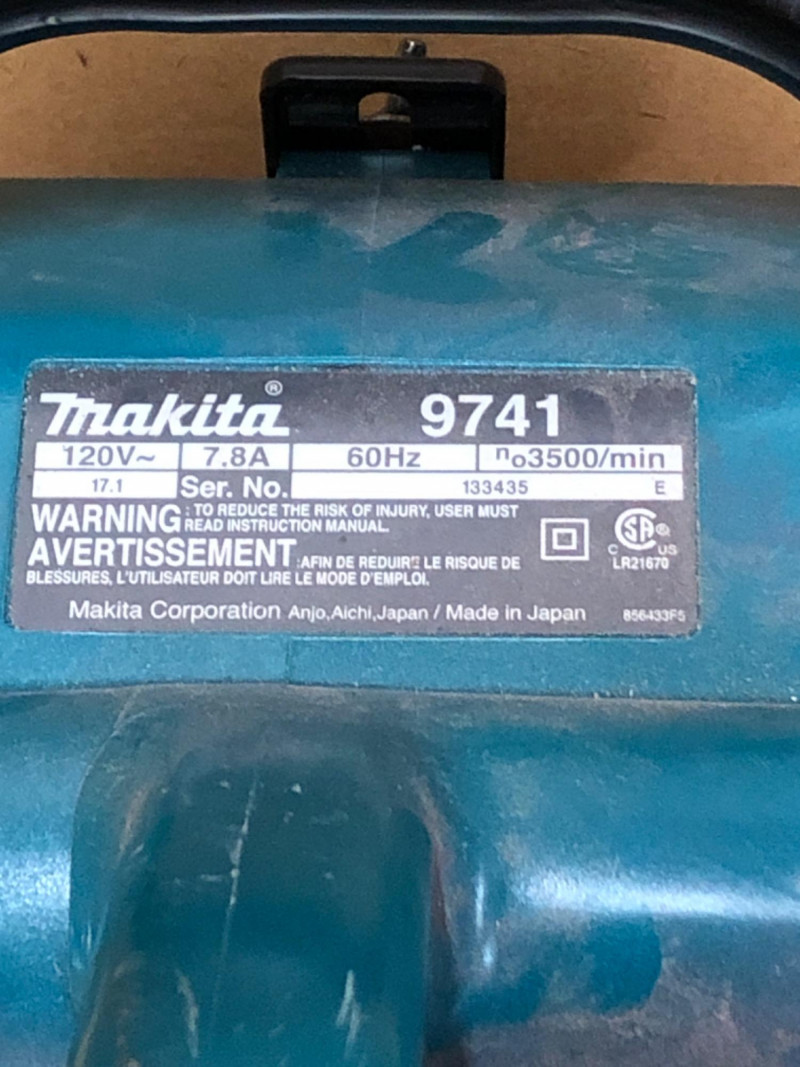 makita® 9741
120V~ 7.8A 60Hz no3500/min
17.1 Ser. No. 133435 E
WARNING: TO REDUCE THE RISK OF INJURY, USER MUST
READ INSTRUCTION MANUAL.
AVERTISSEMENT: AFIN DE REDUIRE LE RISQUE DE
BLESSURES, L'UTILISATEUR DOIT LIRE LE MODE D'EMPLOI.
C SA® US
LR21670
Makita Corporation Anjo,Aichi,Japan / Made in Japan 856433F5